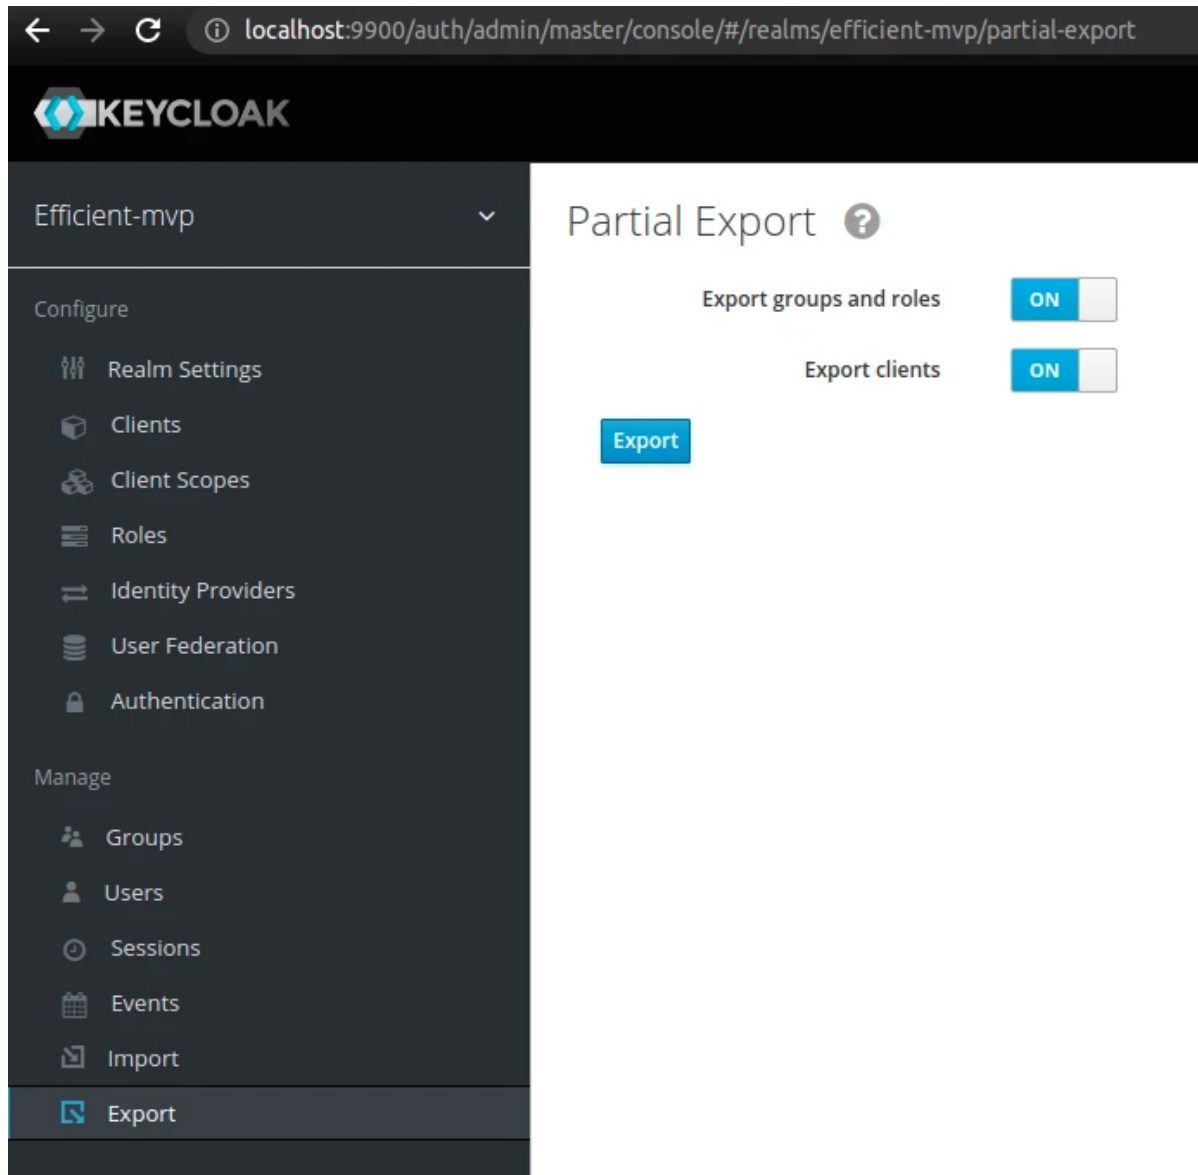 localhost:9900/auth/admin/master/console/#/realms/efficient-mvp/partial-export
KEYCLOAK
Efficient-mvp
Configure
Realm Settings
Clients
Client Scopes
Roles
Identity Providers
User Federation
Authentication
Manage
Groups
Users
Sessions
Events
Import
Export
Partial Export ?
Export groups and roles ON
Export clients ON
Export